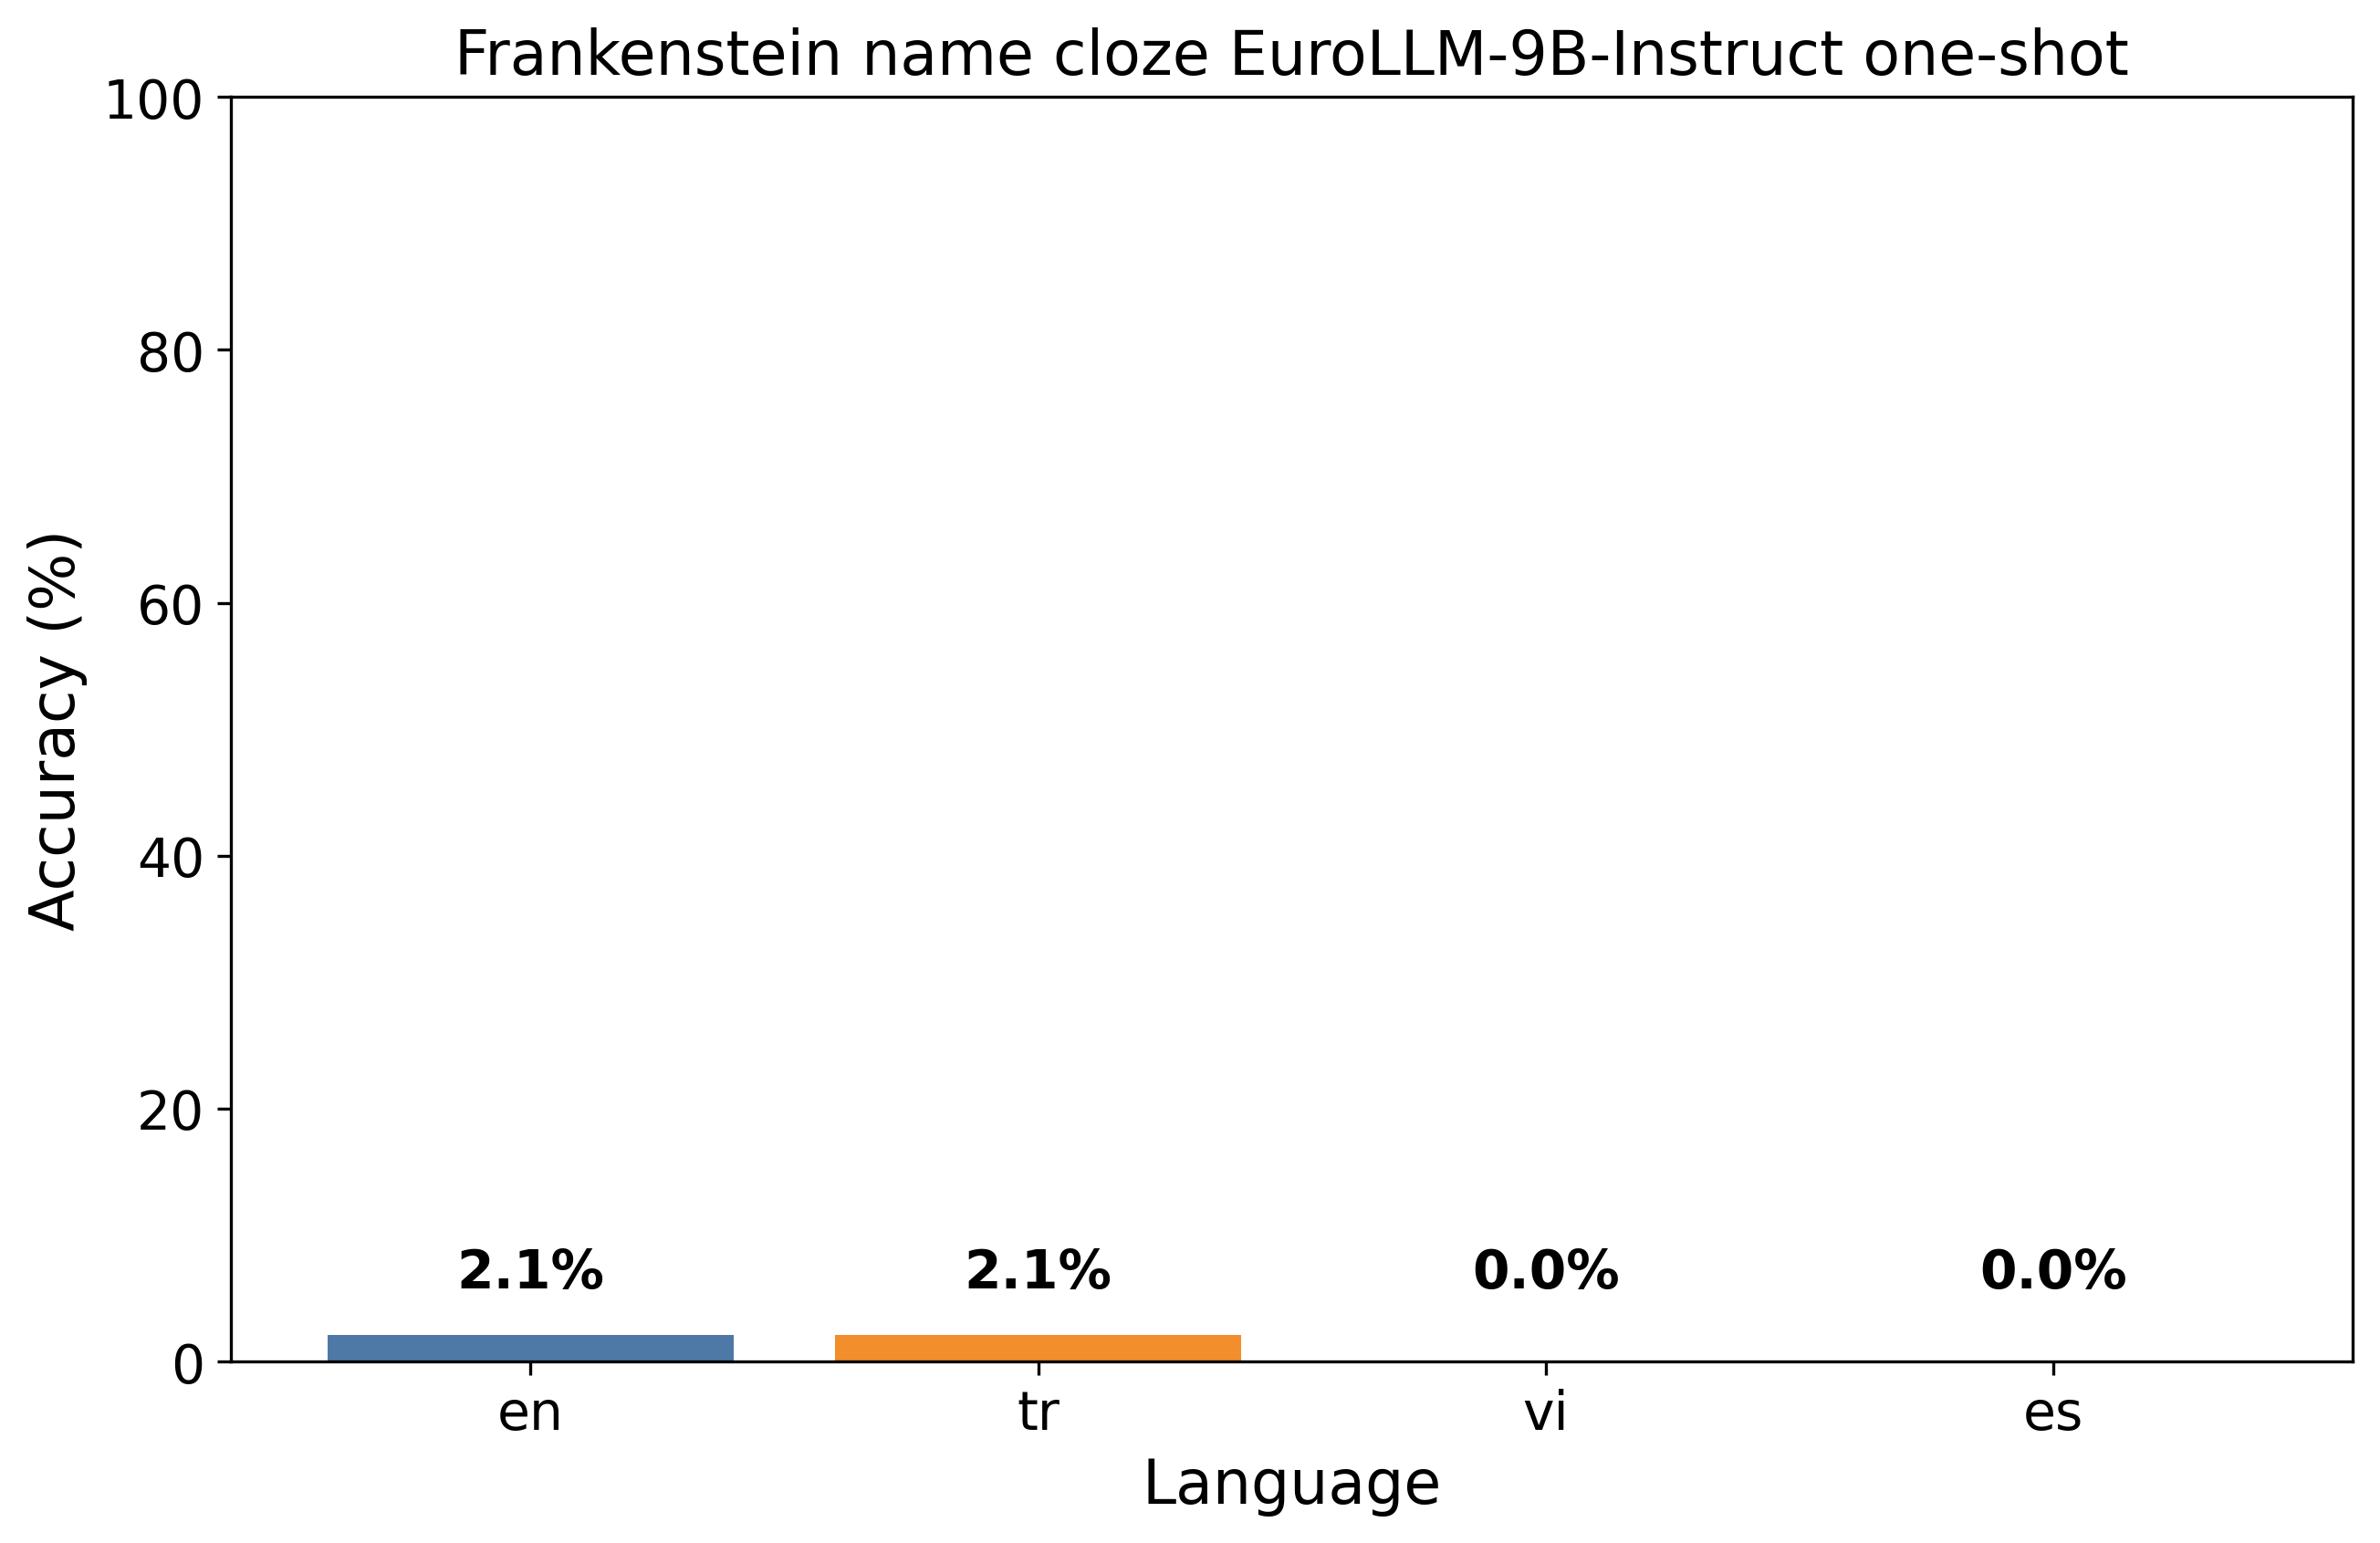 Frankenstein name cloze EuroLLM-9B-Instruct one-shot
100
80
60
40
20
0
Accuracy (%)
2.1%
2.1%
0.0%
0.0%
en
tr
vi
es
Language